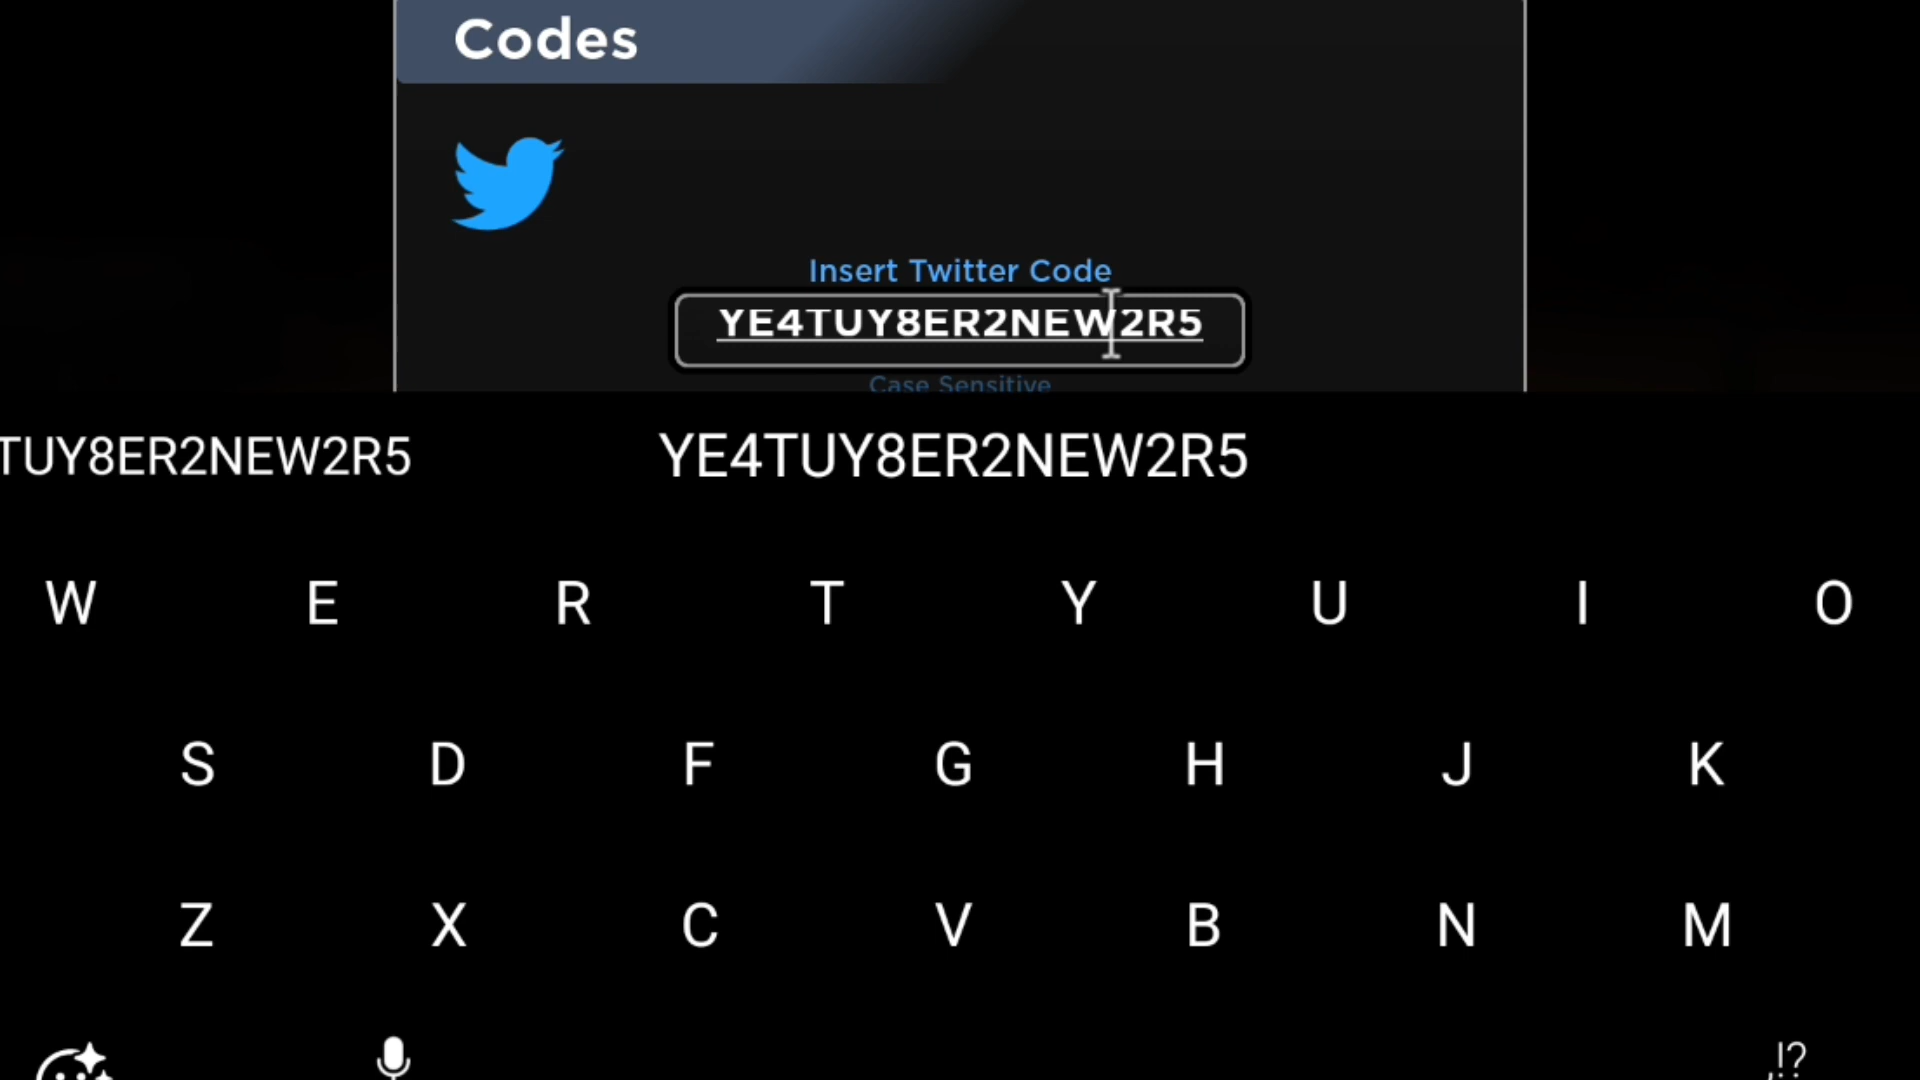 Codes
Insert Twitter Code
YE4TUY8ER2NEW2R5
Case Sensitive
TUY8ER2NEW2R5 YE4TUY8ER2NEW2R5
W E R T Y U I O
S D F G H J K
Z X C V B N M
,!?